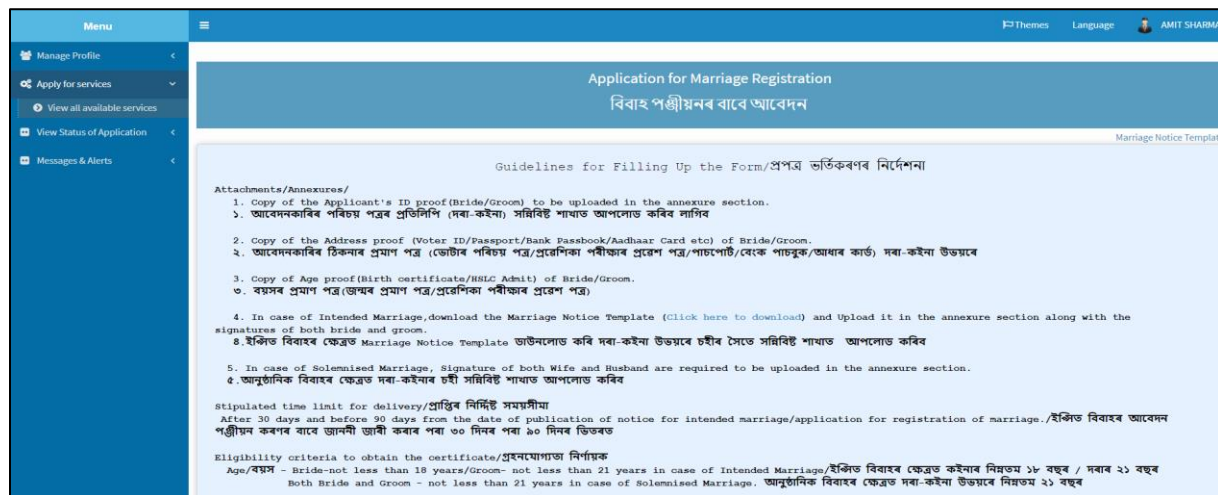 Menu
Themes Language AMIT SHARMA
Manage Profile
Apply for services
View all available services
View Status of Application
Messages & Alerts
Application for Marriage Registration
বিবাহ পঞ্জীয়নৰ বাবে আবেদন
Marriage Notice Templat
Guidelines for Filling Up the Form/প্ৰপত্ৰ ভৰ্তিকৰণৰ নিৰ্দেশনা
Attachments/Annexures/
1. Copy of the Applicant's ID proof(Bride/Groom) to be uploaded in the annexure section.
১. আবেদনকাৰিৰ পৰিচয় পত্ৰৰ প্ৰতিলিপি (দৰা-কইনা) সন্নিবিষ্ট শাখাত আপলোড কৰিব লাগিব
2. Copy of the Address proof (Voter ID/Passport/Bank Passbook/Aadhaar Card etc) of Bride/Groom.
২. আবেদনকাৰিৰ ঠিকনাৰ প্ৰমাণ পত্ৰ (ভোটাৰ পৰিচয় পত্ৰ/প্ৰৱেশিকা পৰীক্ষাৰ প্ৰৱেশ পত্ৰ/পাচপোৰ্ট/বেংক পাচবুক/আধাৰ কাৰ্ড) দৰা-কইনা উভয়ৰে
3. Copy of Age proof(Birth certificate/HSLC Admit) of Bride/Groom.
৩. বয়সৰ প্ৰমাণ পত্ৰ(জন্মৰ প্ৰমাণ পত্ৰ/প্ৰৱেশিকা পৰীক্ষাৰ প্ৰৱেশ পত্ৰ)
4. In case of Intended Marriage,download the Marriage Notice Template (Click here to download) and Upload it in the annexure section along with the
signatures of both bride and groom.
৪.ইপ্সিত বিবাহৰ ক্ষেত্ৰত Marriage Notice Template ডাউনলোড কৰি দৰা-কইনা উভয়ৰে চহীৰ সৈতে সন্নিবিষ্ট শাখাত আপলোড কৰিব
5. In case of Solemnised Marriage, Signature of both Wife and Husband are required to be uploaded in the annexure section.
৫.আনুষ্ঠানিক বিবাহৰ ক্ষেত্ৰত দৰা-কইনাৰ চহী সন্নিবিষ্ট শাখাত আপলোড কৰিব
Stipulated time limit for delivery/প্ৰাপ্তিৰ নিৰ্দিষ্ট সময়সীমা
After 30 days and before 90 days from the date of publication of notice for intended marriage/application for registration of marriage./ইপ্সিত বিবাহৰ আবেদন
পঞ্জীয়ন কৰণৰ বাবে জাননী জাৰী কৰাৰ পৰা ৩০ দিনৰ পৰা ৯০ দিনৰ ভিতৰত
Eligibility criteria to obtain the certificate/গ্ৰহনযোগ্যতা নিৰ্ণায়ক
Age/বয়স - Bride-not less than 18 years/Groom- not less than 21 years in case of Intended Marriage/ইপ্সিত বিবাহৰ ক্ষেত্ৰত কইনাৰ নিম্নতম ১৮ বছৰ / দৰাৰ ২১ বছৰ
Both Bride and Groom - not less than 21 years in case of Solemnised Marriage. আনুষ্ঠানিক বিবাহৰ ক্ষেত্ৰত দৰা-কইনা উভয়ৰে নিম্নতম ২১ বছৰ